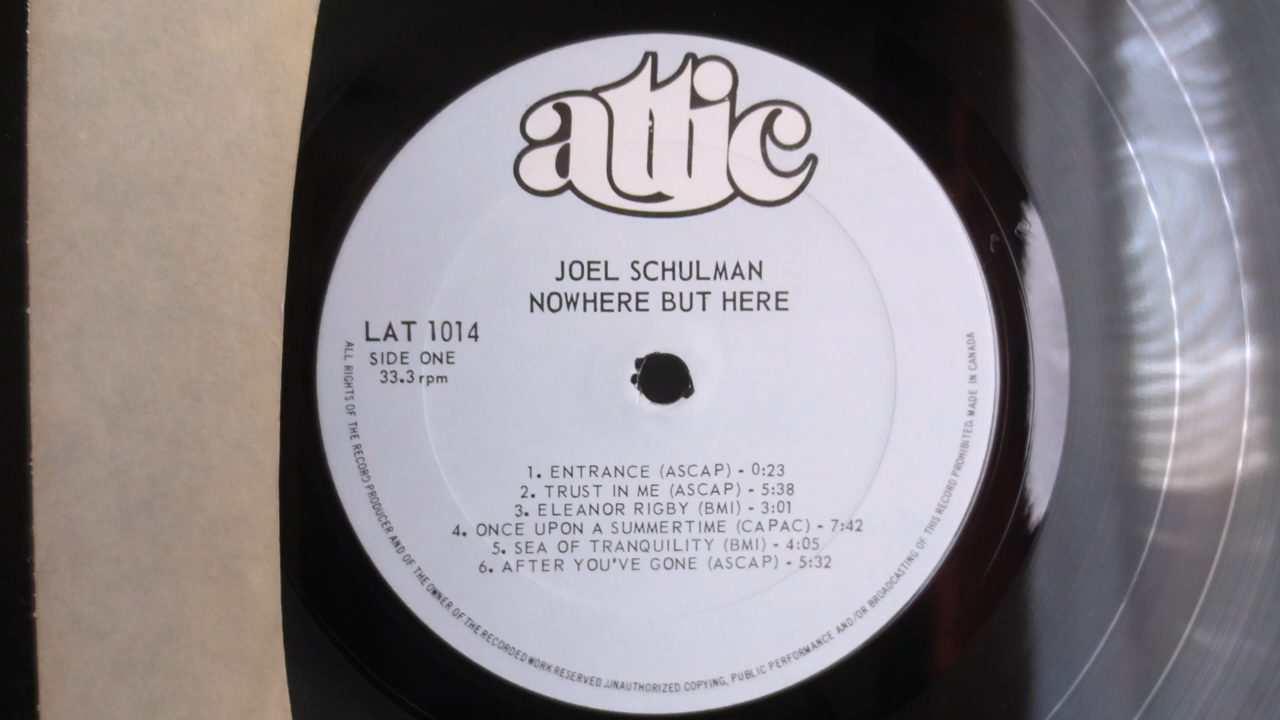 attic
JOEL SCHULMAN
NOWHERE BUT HERE
LAT 1014
SIDE ONE
33.3 rpm
1. ENTRANCE (ASCAP) - 0:23
2. TRUST IN ME (ASCAP) - 5:38
3. ELEANOR RIGBY (BMI) - 3:01
4. ONCE UPON A SUMMERTIME (CAPAC) - 7:42
5. SEA OF TRANQUILITY (BMI) - 4:05
6. AFTER YOU'VE GONE (ASCAP) - 5:32
ALL RIGHTS OF THE RECORD PRODUCER AND OF THE OWNER OF THE RECORDED WORK RESERVED. UNAUTHORIZED COPYING, PUBLIC PERFORMANCE AND/OR BROADCASTING OF THIS RECORD PROHIBITED. MADE IN CANADA